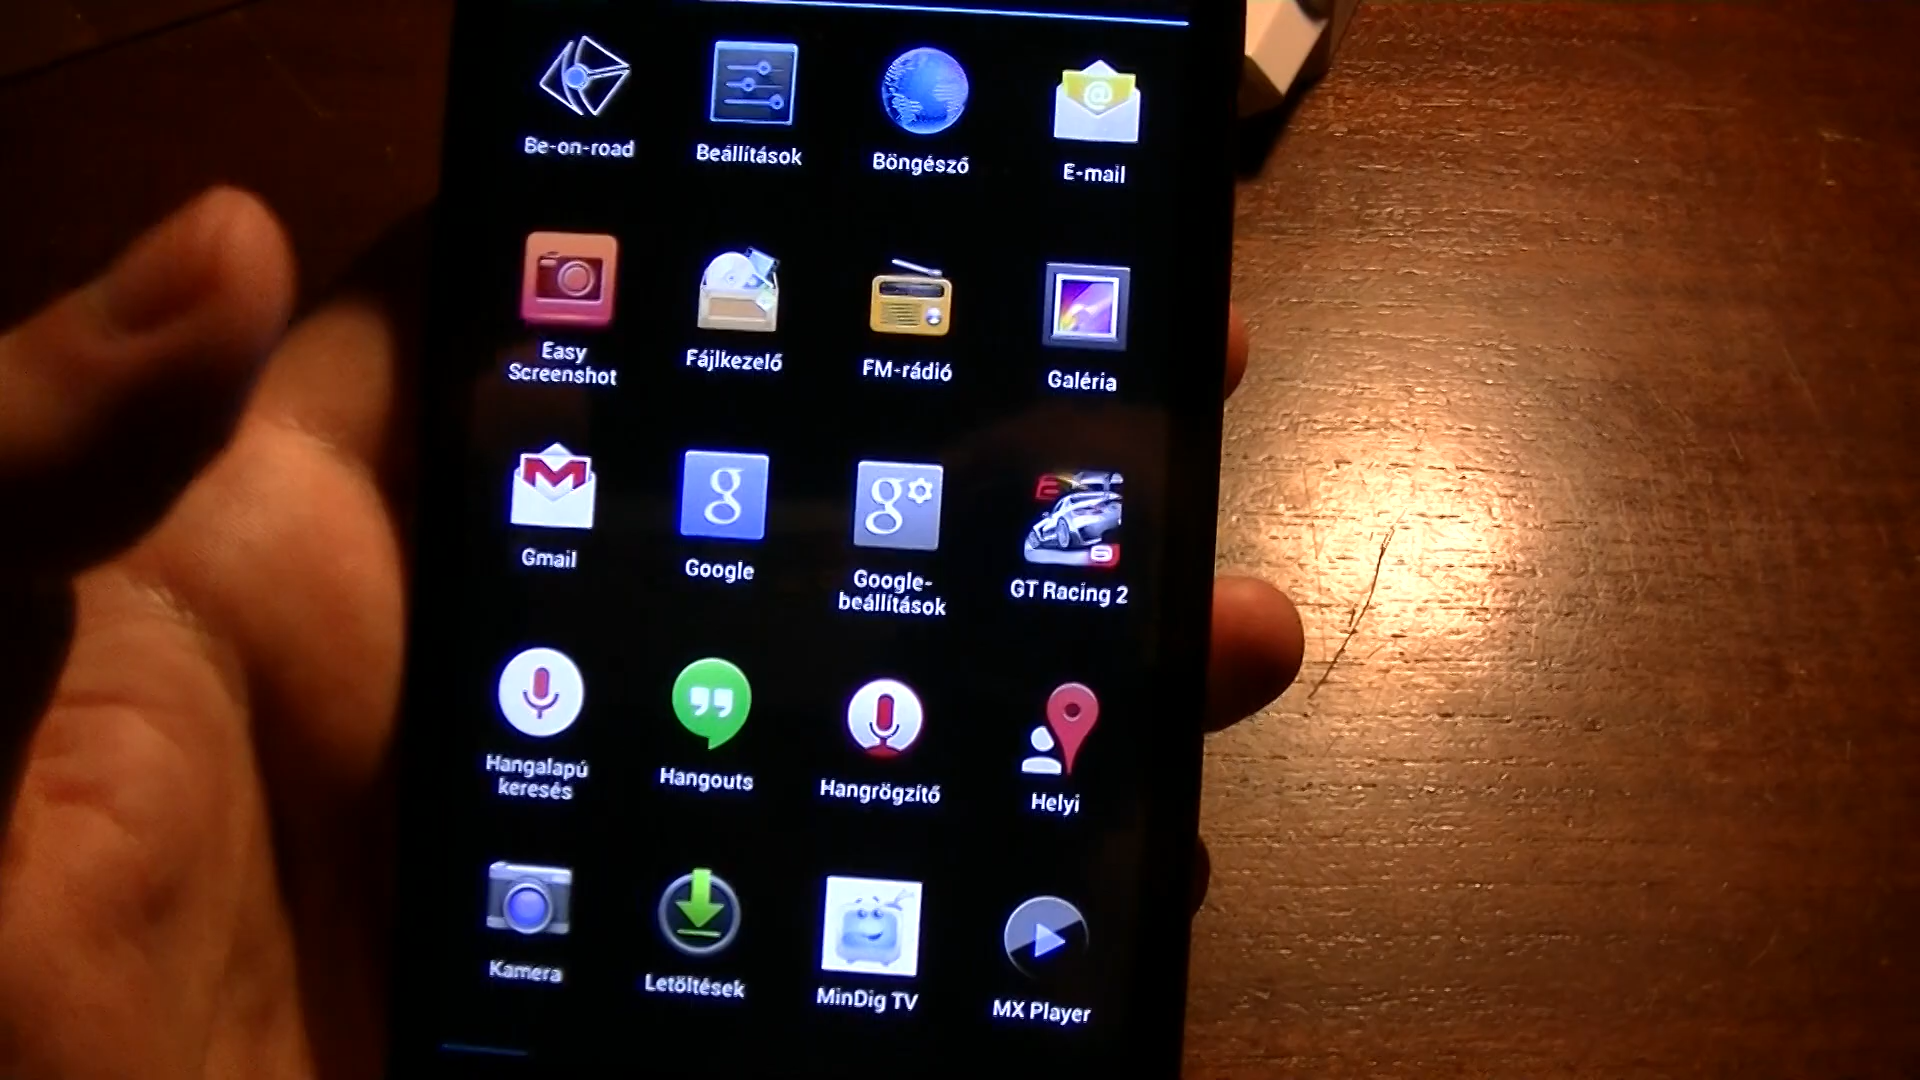 Be-on-road
Beállítások
Böngésző
E-mail
Easy
Screenshot
Fájlkezelő
FM-rádió
Galéria
Gmail
Google
Google-
beállítások
GT Racing 2
Hangalapú
keresés
Hangouts
Hangrögzítő
Helyi
Kamera
Letöltések
MinDig TV
MX Player